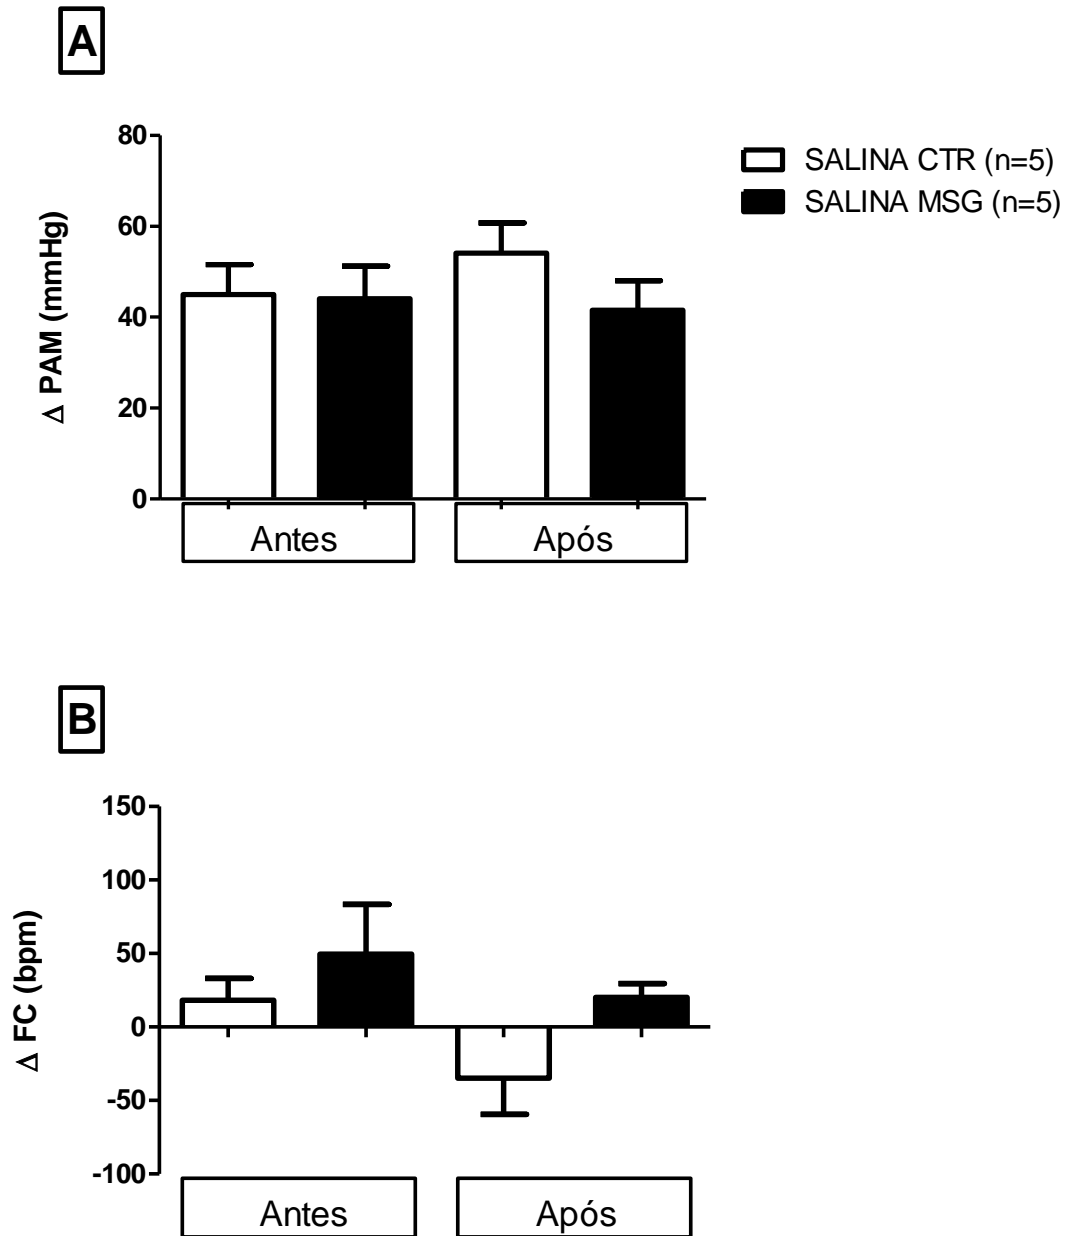 A
80
60
40
20
0
Δ PAM (mmHg)
SALINA CTR (n=5)
SALINA MSG (n=5)
Antes
Após
B
150
100
50
0
-50
-100
Δ FC (bpm)
Antes
Após